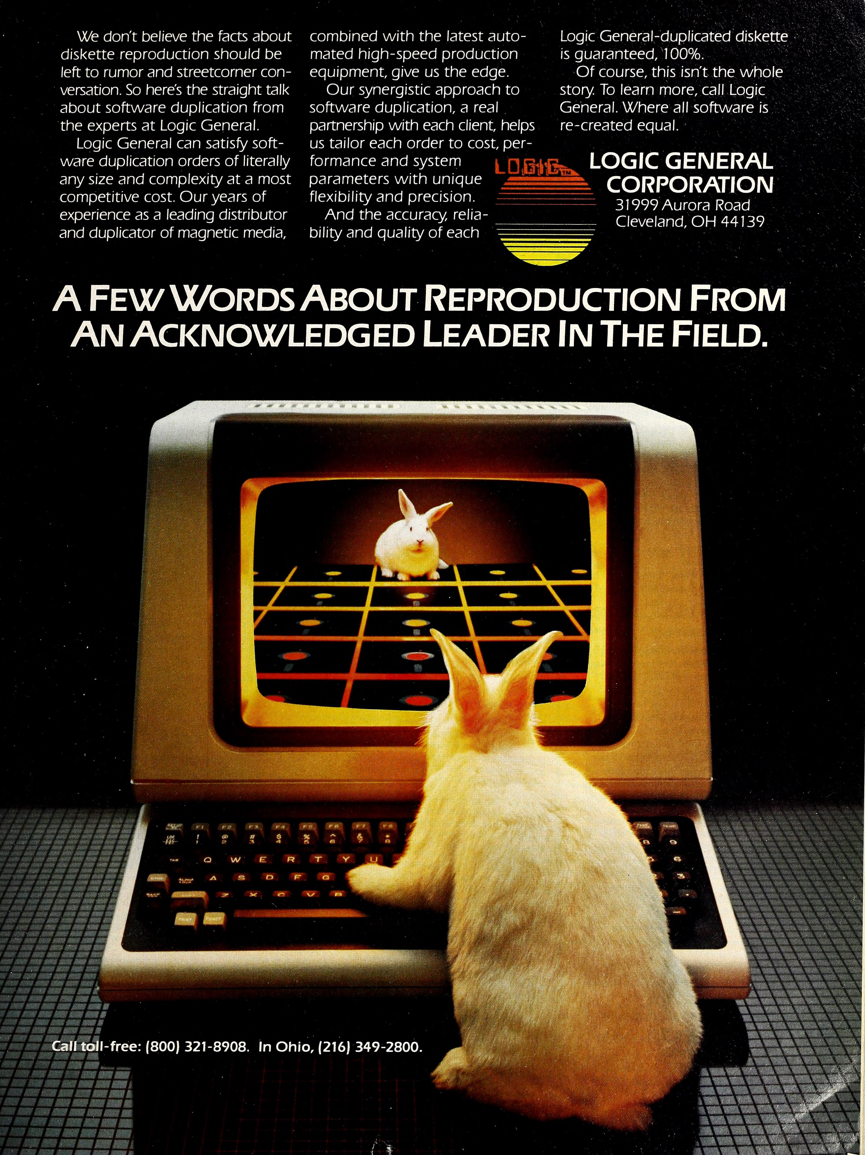 We don't believe the facts about
diskette reproduction should be
left to rumor and streetcorner con-
versation. So here's the straight talk
about software duplication from
the experts at Logic General.
Logic General can satisfy soft-
ware duplication orders of literally
any size and complexity at a most
competitive cost. Our years of
experience as a leading distributor
and duplicator of magnetic media,
combined with the latest auto-
mated high-speed production
equipment, give us the edge.
Our synergistic approach to
software duplication, a real
partnership with each client, helps
us tailor each order to cost, per-
formance and system
parameters with unique
flexibility and precision.
And the accuracy, relia-
bility and quality of each
Logic General-duplicated diskette
is guaranteed, 100%.
Of course, this isn't the whole
story. To learn more, call Logic
General. Where all software is
re-created equal.
LOGIC
LOGIC GENERAL
CORPORATION
31999 Aurora Road
Cleveland, OH 44139
A FEW WORDS ABOUT REPRODUCTION FROM
AN ACKNOWLEDGED LEADER IN THE FIELD.
Q W E R T Y U
A S D F G
Z X C V B
Call toll-free: (800) 321-8908. In Ohio, (216) 349-2800.